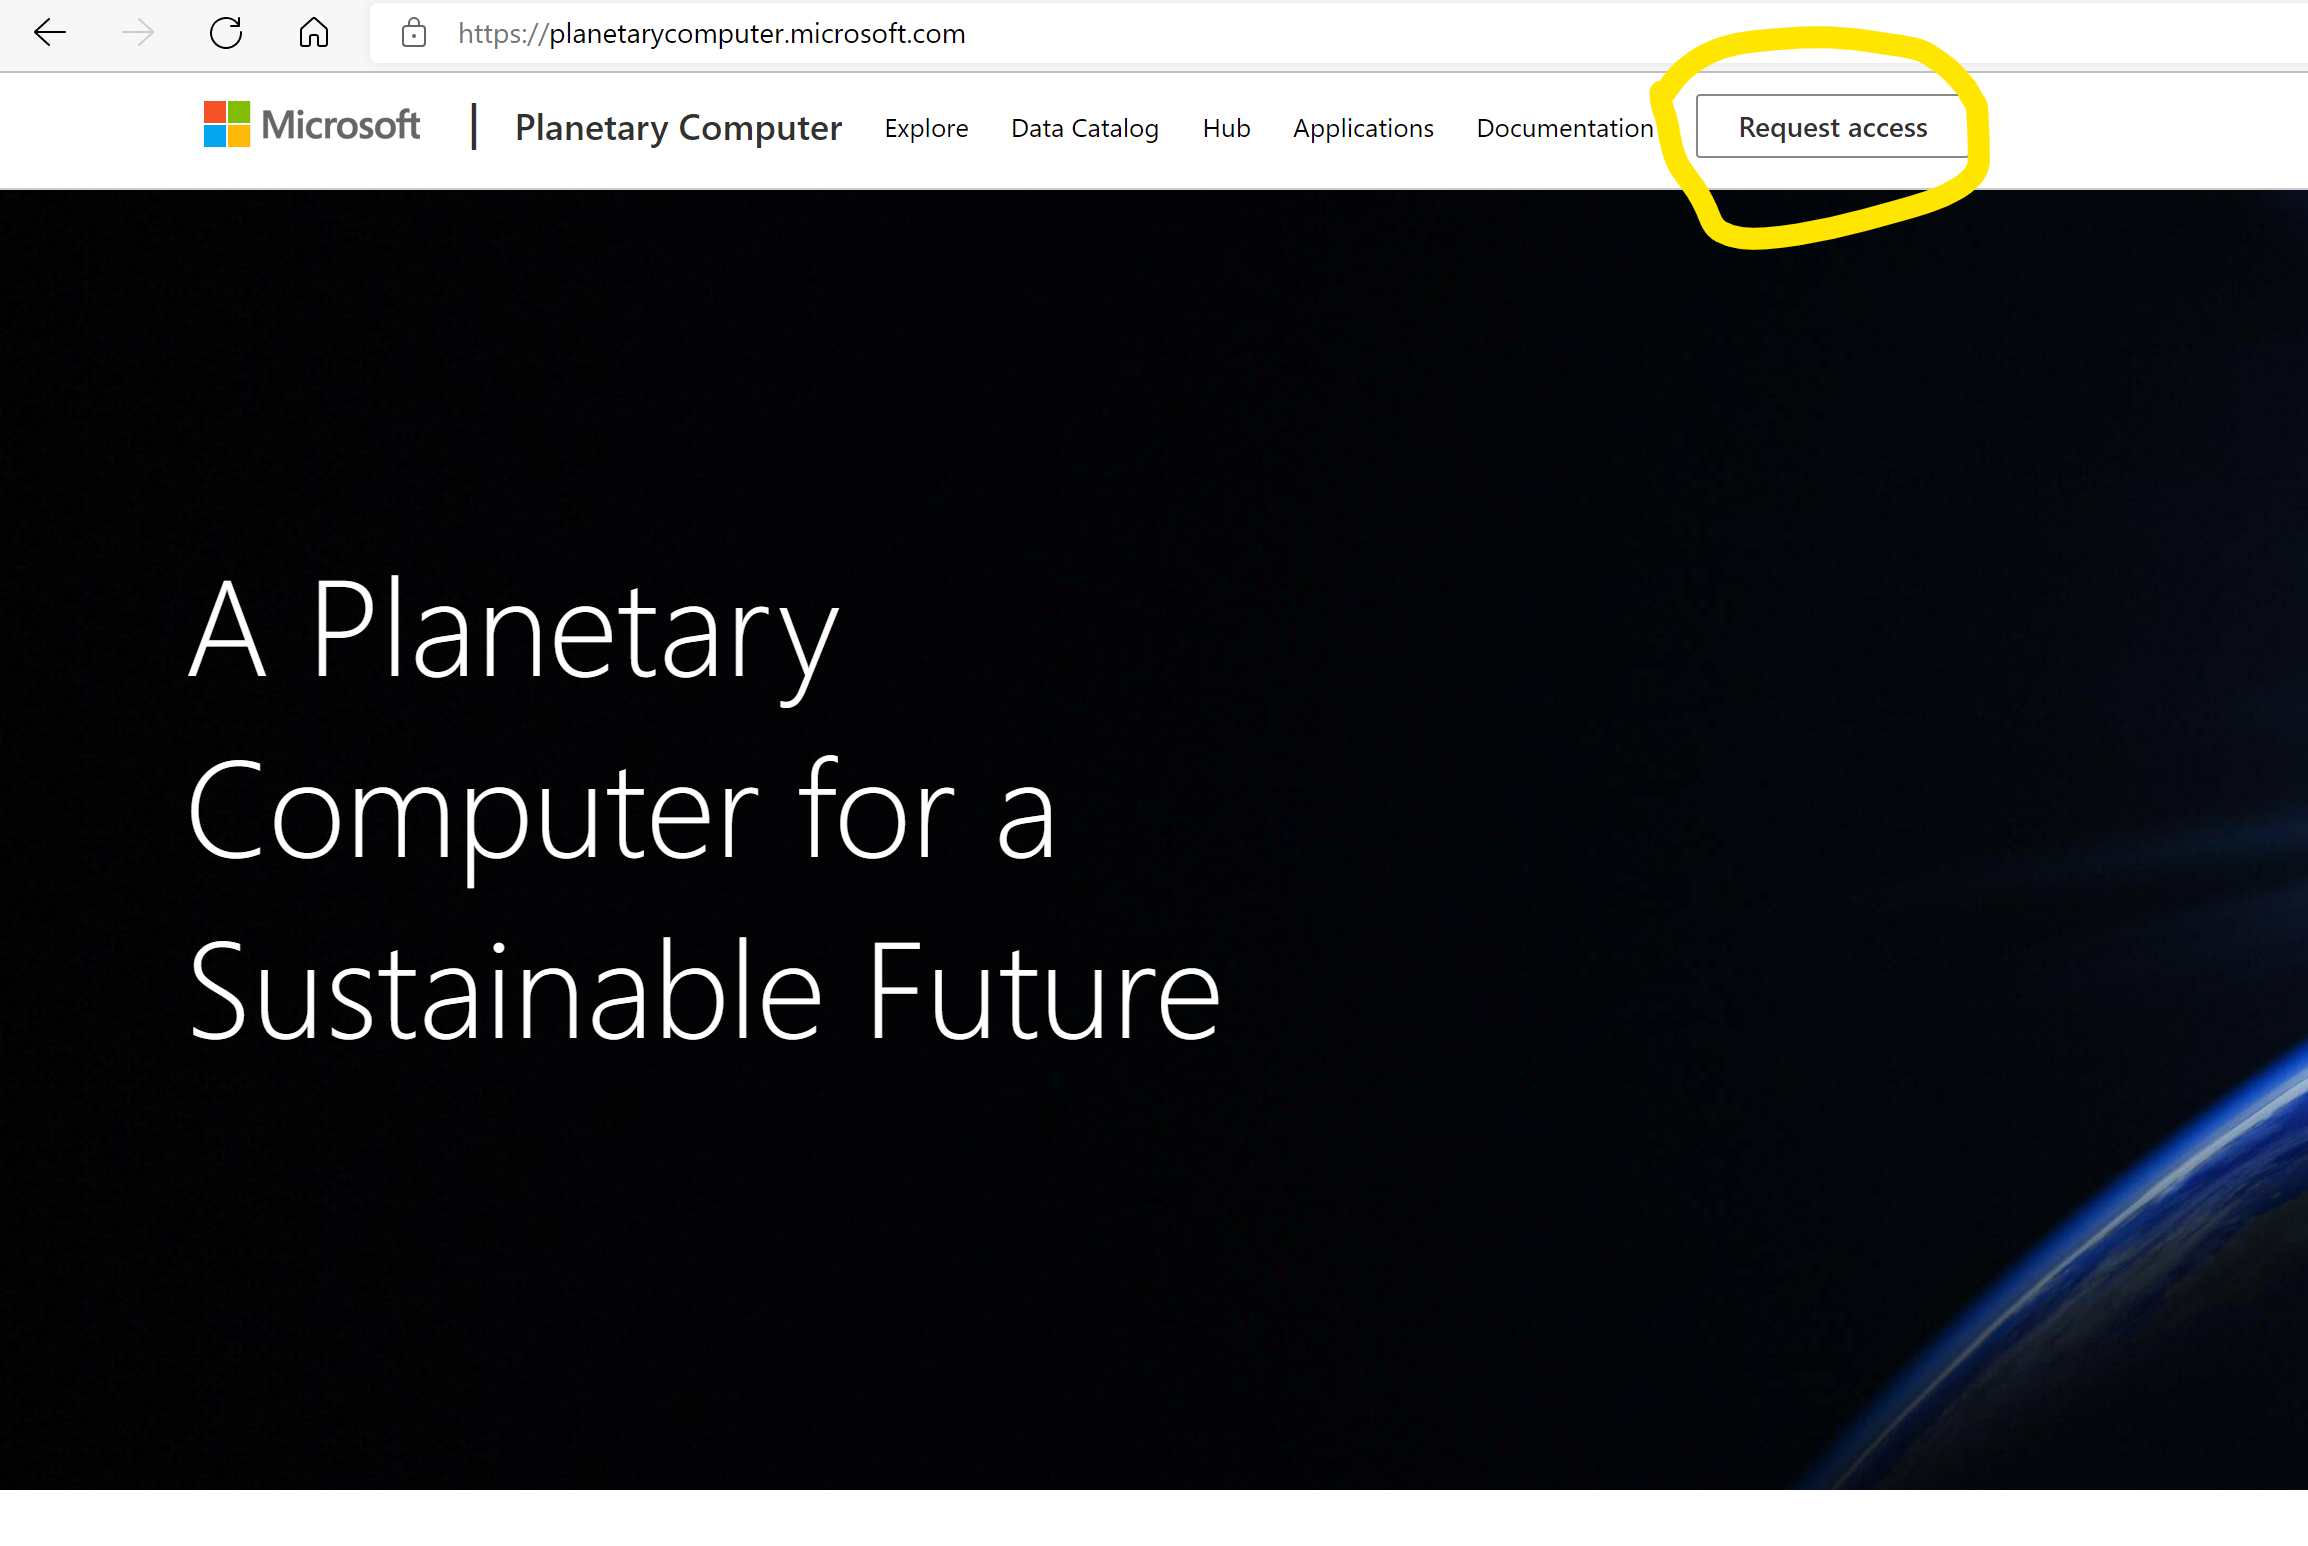 https://planetarycomputer.microsoft.com
Microsoft | Planetary Computer Explore Data Catalog Hub Applications Documentation Request access
A Planetary
Computer for a
Sustainable Future